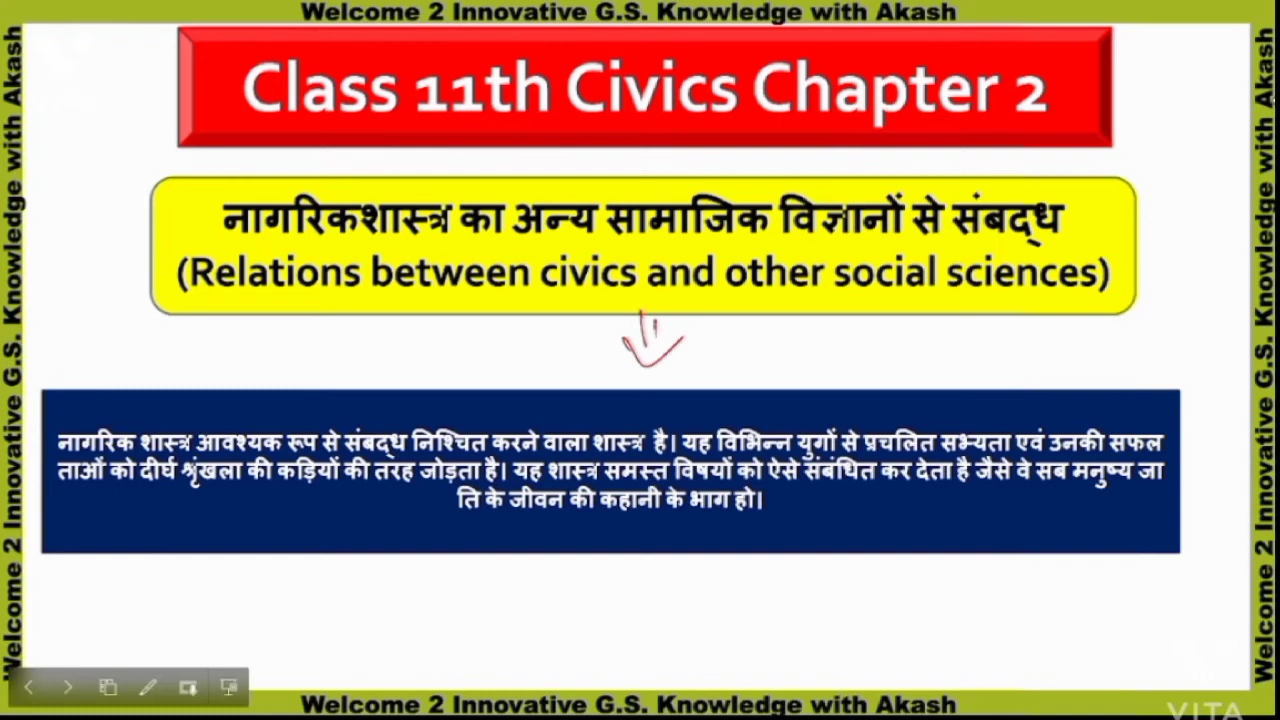 Welcome 2 Innovative G.S. Knowledge with Akash
Class 11th Civics Chapter 2
नागरिकशास्त्र का अन्य सामाजिक विज्ञानों से संबद्ध
(Relations between civics and other social sciences)
नागरिक शास्त्र आवश्यक रूप से संबद्ध निश्चित करने वाला शास्त्र है। यह विभिन्न युगों से प्रचलित सभ्यता एवं उनकी सफल
ताओं को दीर्घ श्रृंखला की कड़ियों की तरह जोड़ता है। यह शास्त्र समस्त विषयों को ऐसे संबंधित कर देता है जैसे वे सब मनुष्य जा
ति के जीवन की कहानी के भाग हो।
Welcome 2 Innovative G.S. Knowledge with Akash
Welcome 2 Innovative G.S. Knowledge with Akash
Welcome 2 Innovative G.S. Knowledge with Akash
VITA